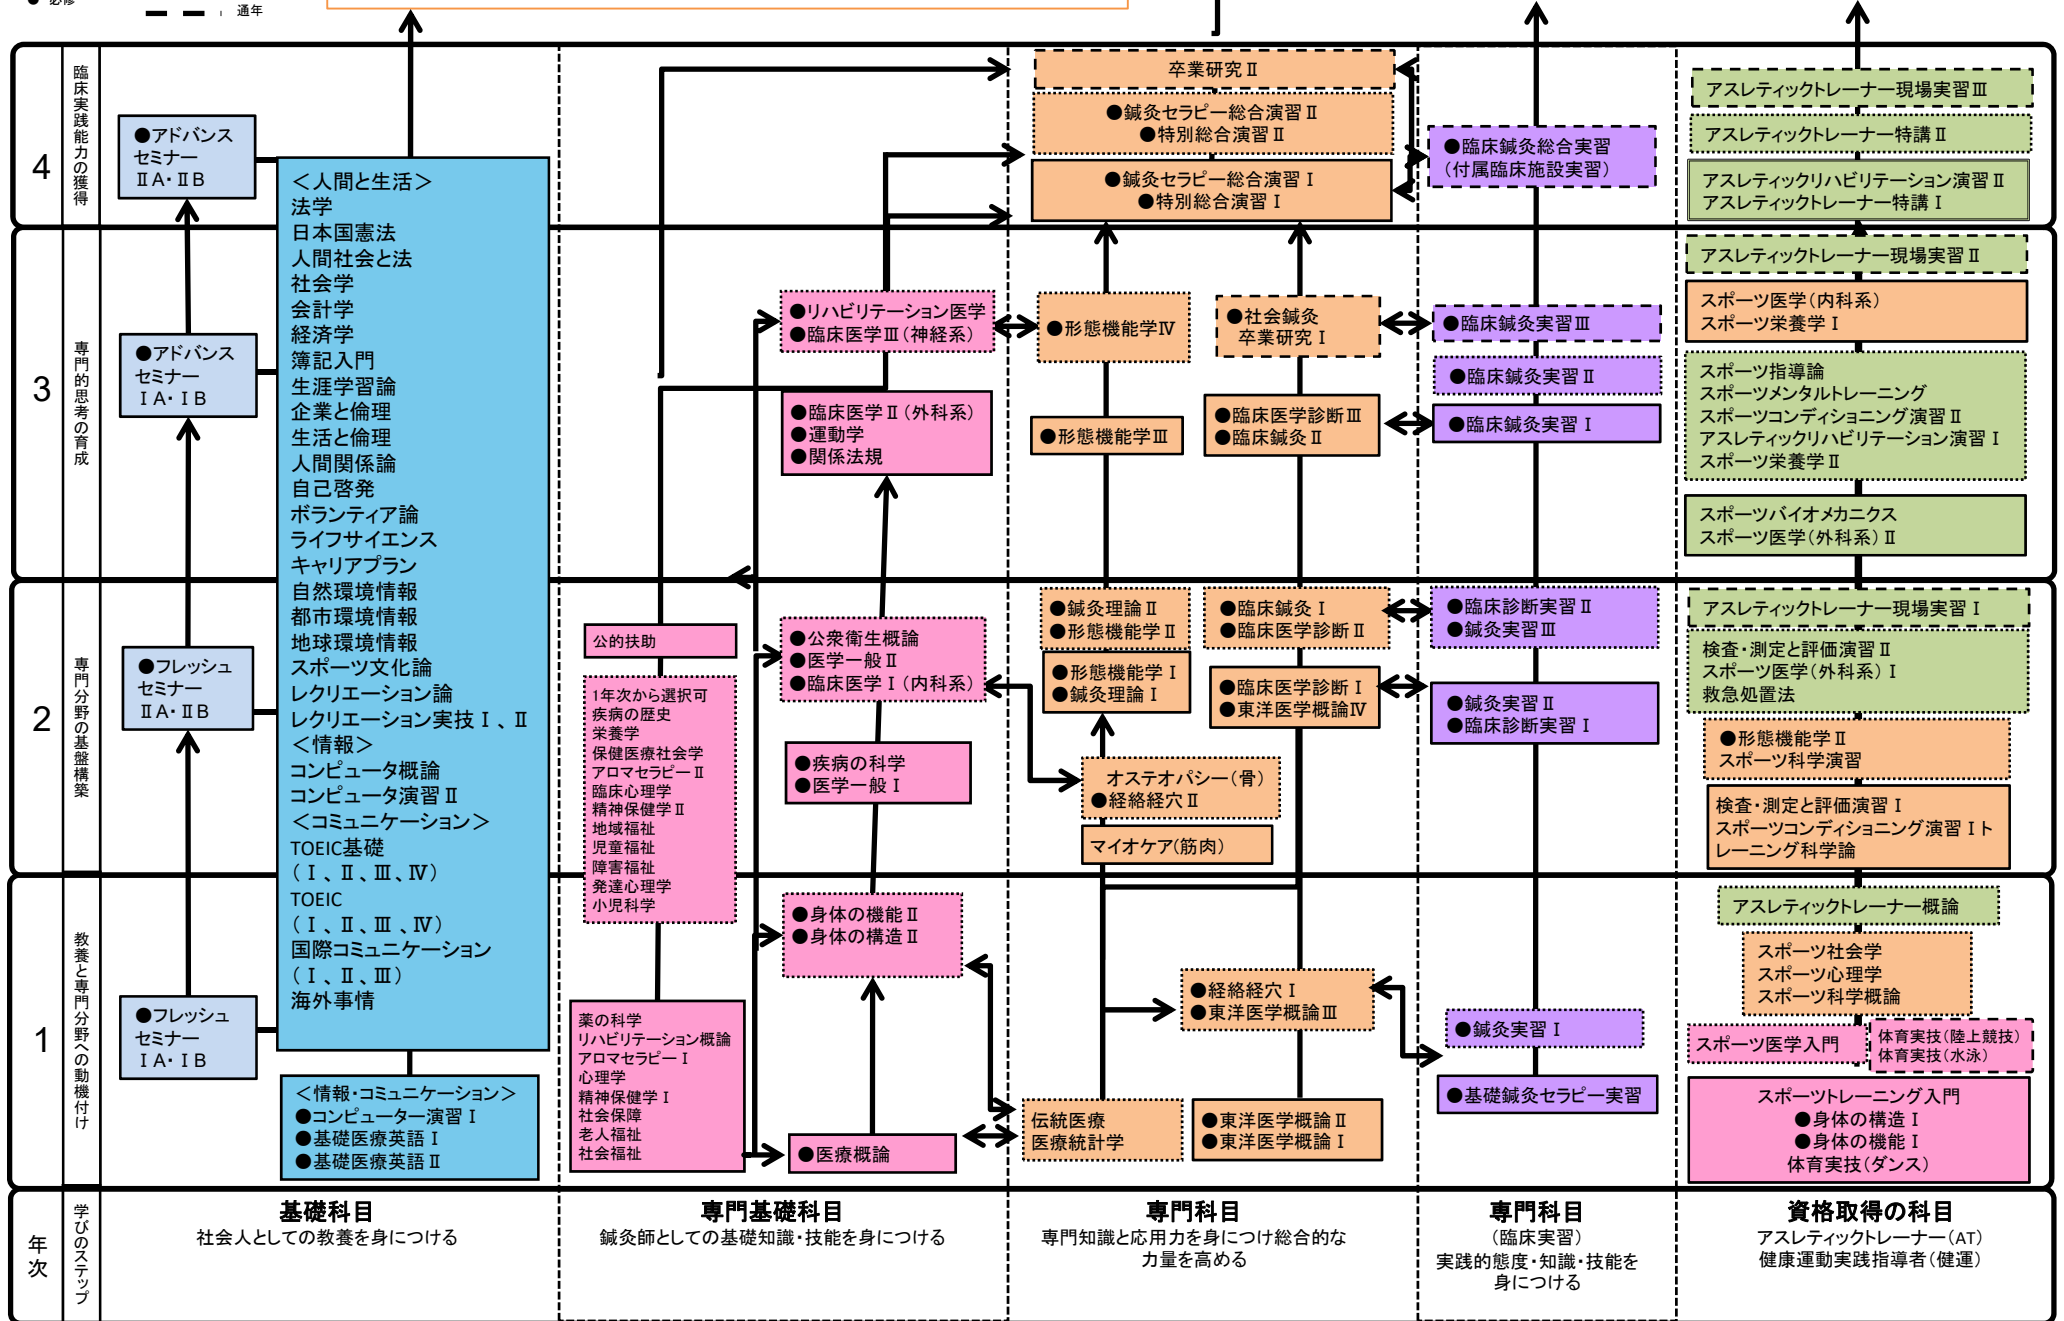 ● 必修
通年
4
臨床実践能力の獲得
●アドバンス
セミナー
ⅡA・ⅡB
<人間と生活>
法学
日本国憲法
人間社会と法
社会学
会計学
経済学
簿記入門
生涯学習論
企業と倫理
生活と倫理
人間関係論
自己啓発
ボランティア論
ライフサイエンス
キャリアプラン
自然環境情報
都市環境情報
地球環境情報
スポーツ文化論
レクリエーション論
レクリエーション実技Ⅰ、Ⅱ
<情報>
コンピュータ概論
コンピュータ演習Ⅱ
<コミュニケーション>
TOEIC基礎
(Ⅰ、Ⅱ、Ⅲ、Ⅳ)
TOEIC
(Ⅰ、Ⅱ、Ⅲ、Ⅳ)
国際コミュニケーション
(Ⅰ、Ⅱ、Ⅲ)
海外事情
卒業研究Ⅱ
●鍼灸セラピー総合演習Ⅱ
●特別総合演習Ⅱ
●鍼灸セラピー総合演習Ⅰ
●特別総合演習Ⅰ
●臨床鍼灸総合実習
(付属臨床施設実習)
アスレティックトレーナー現場実習Ⅲ
アスレティックトレーナー特講Ⅱ
アスレティックリハビリテーション演習Ⅱ
アスレティックトレーナー特講Ⅰ
3
専門的思考の育成
●アドバンス
セミナー
ⅠA・ⅠB
●リハビリテーション医学
●臨床医学Ⅲ(神経系)
●臨床医学Ⅱ(外科系)
●運動学
●関係法規
●形態機能学Ⅳ
●形態機能学Ⅲ
●社会鍼灸
卒業研究Ⅰ
●臨床医学診断Ⅲ
●臨床鍼灸Ⅱ
●臨床鍼灸実習Ⅲ
●臨床鍼灸実習Ⅱ
●臨床鍼灸実習Ⅰ
アスレティックトレーナー現場実習Ⅱ
スポーツ医学(内科系)
スポーツ栄養学Ⅰ
スポーツ指導論
スポーツメンタルトレーニング
スポーツコンディショニング演習Ⅱ
アスレティックリハビリテーション演習Ⅰ
スポーツ栄養学Ⅱ
スポーツバイオメカニクス
スポーツ医学(外科系)Ⅱ
2
専門分野の基盤構築
●フレッシュ
セミナー
ⅡA・ⅡB
公的扶助
1年次から選択可
疾病の歴史
栄養学
保健医療社会学
アロマセラピーⅡ
臨床心理学
精神保健学Ⅱ
地域福祉
児童福祉
障害福祉
発達心理学
小児科学
●公衆衛生概論
●医学一般Ⅱ
●臨床医学Ⅰ(内科系)
●疾病の科学
●医学一般Ⅰ
●鍼灸理論Ⅱ
●形態機能学Ⅱ
●形態機能学Ⅰ
●鍼灸理論Ⅰ
オステオパシー(骨)
●経絡経穴Ⅱ
マイオケア(筋肉)
●臨床鍼灸Ⅰ
●臨床医学診断Ⅱ
●臨床医学診断Ⅰ
●東洋医学概論Ⅳ
●臨床診断実習Ⅱ
●鍼灸実習Ⅲ
●鍼灸実習Ⅱ
●臨床診断実習Ⅰ
アスレティックトレーナー現場実習Ⅰ
検査・測定と評価演習Ⅱ
スポーツ医学(外科系)Ⅰ
救急処置法
●形態機能学Ⅱ
スポーツ科学演習
検査・測定と評価演習Ⅰ
スポーツコンディショニング演習Ⅰト
レーニング科学論
1
教養と専門分野への動機付け
●フレッシュ
セミナー
ⅠA・ⅠB
<情報・コミュニケーション>
●コンピューター演習Ⅰ
●基礎医療英語Ⅰ
●基礎医療英語Ⅱ
薬の科学
リハビリテーション概論
アロマセラピーⅠ
心理学
精神保健学Ⅰ
社会保障
老人福祉
社会福祉
●身体の機能Ⅱ
●身体の構造Ⅱ
●医療概論
伝統医療
医療統計学
●経絡経穴Ⅰ
●東洋医学概論Ⅲ
●東洋医学概論Ⅱ
●東洋医学概論Ⅰ
●鍼灸実習Ⅰ
●基礎鍼灸セラピー実習
アスレティックトレーナー概論
スポーツ社会学
スポーツ心理学
スポーツ科学概論
スポーツ医学入門
体育実技(陸上競技)
体育実技(水泳)
スポーツトレーニング入門
●身体の構造Ⅰ
●身体の機能Ⅰ
体育実技(ダンス)
年次
学びのステップ
基礎科目
社会人としての教養を身につける
専門基礎科目
鍼灸師としての基礎知識・技能を身につける
専門科目
専門知識と応用力を身につけ総合的な
力量を高める
専門科目
(臨床実習)
実践的態度・知識・技能を
身につける
資格取得の科目
アスレティックトレーナー(AT)
健康運動実践指導者(健運)